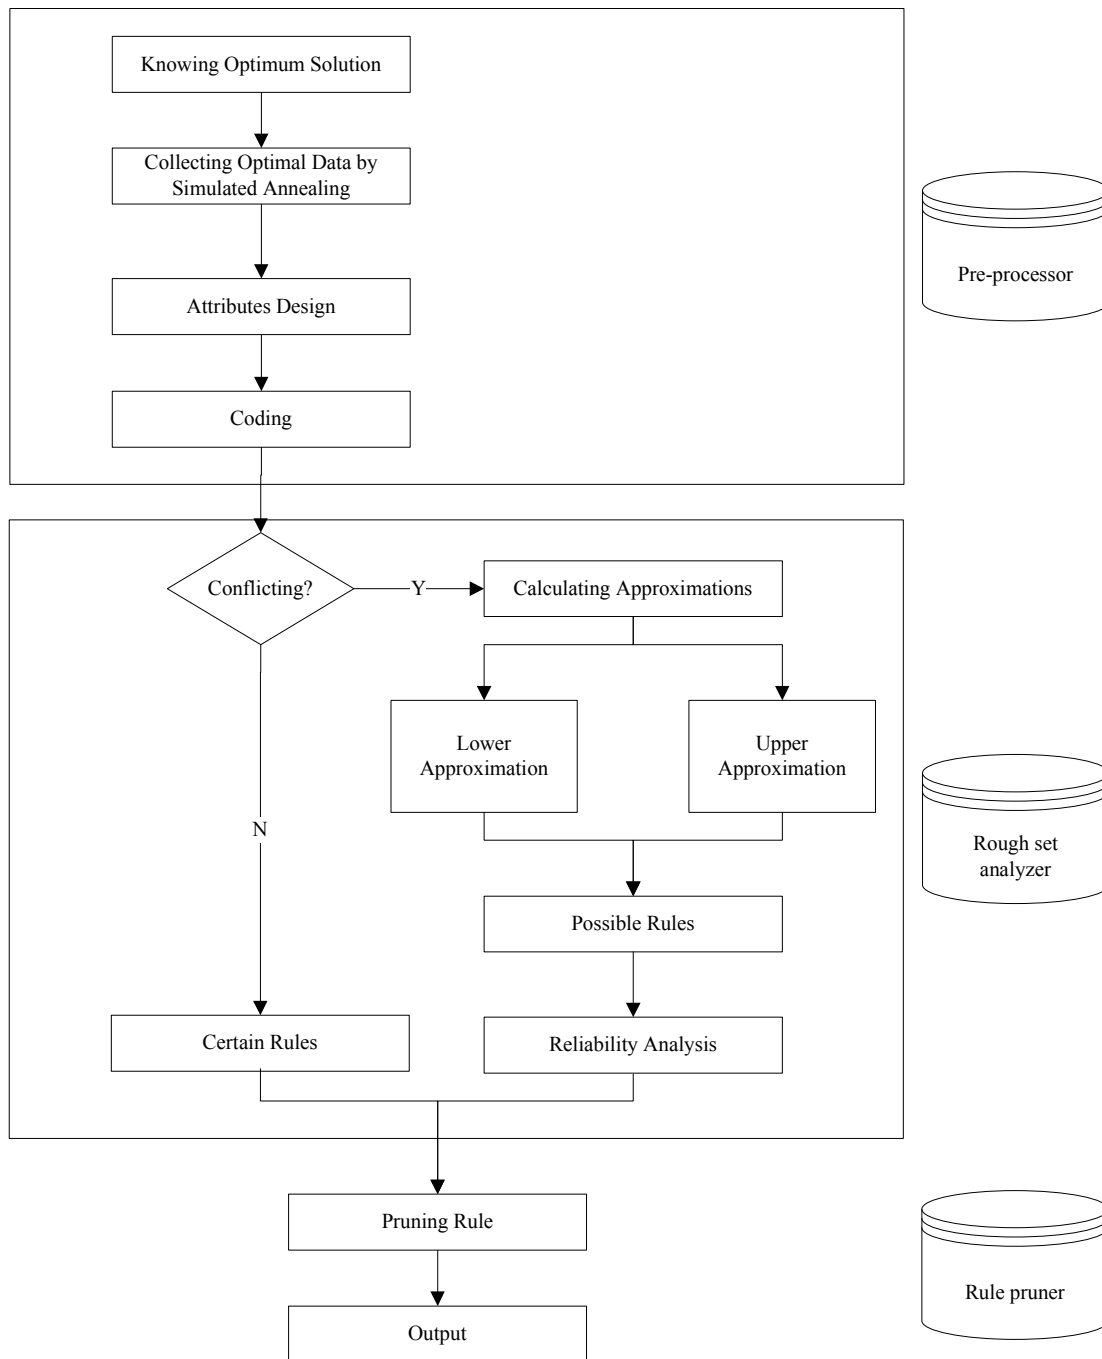 Knowing Optimum Solution
Collecting Optimal Data by
Simulated Annealing
Pre-processor
Attributes Design
Coding
Conflicting?
Y
Calculating Approximations
Lower
Approximation
Upper
Approximation
N
Rough set
analyzer
Possible Rules
Certain Rules
Reliability Analysis
Pruning Rule
Rule pruner
Output